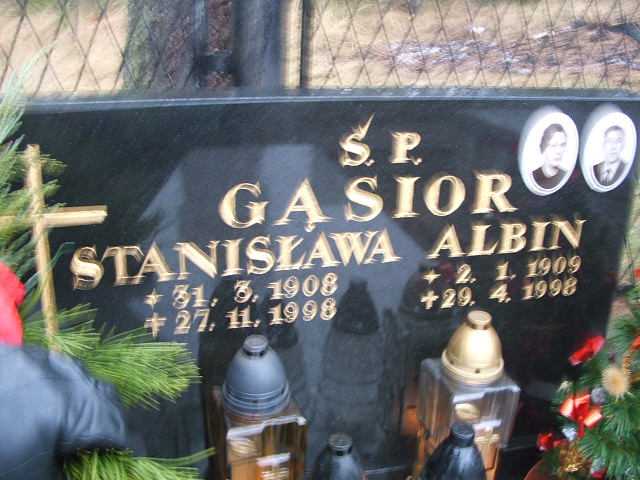 Ś. P.
GĄSIOR
STANISŁAWA ALBIN
* 31. 3. 1908 * 2. 1. 1909
+ 27. 11. 1998 + 29. 4. 1998